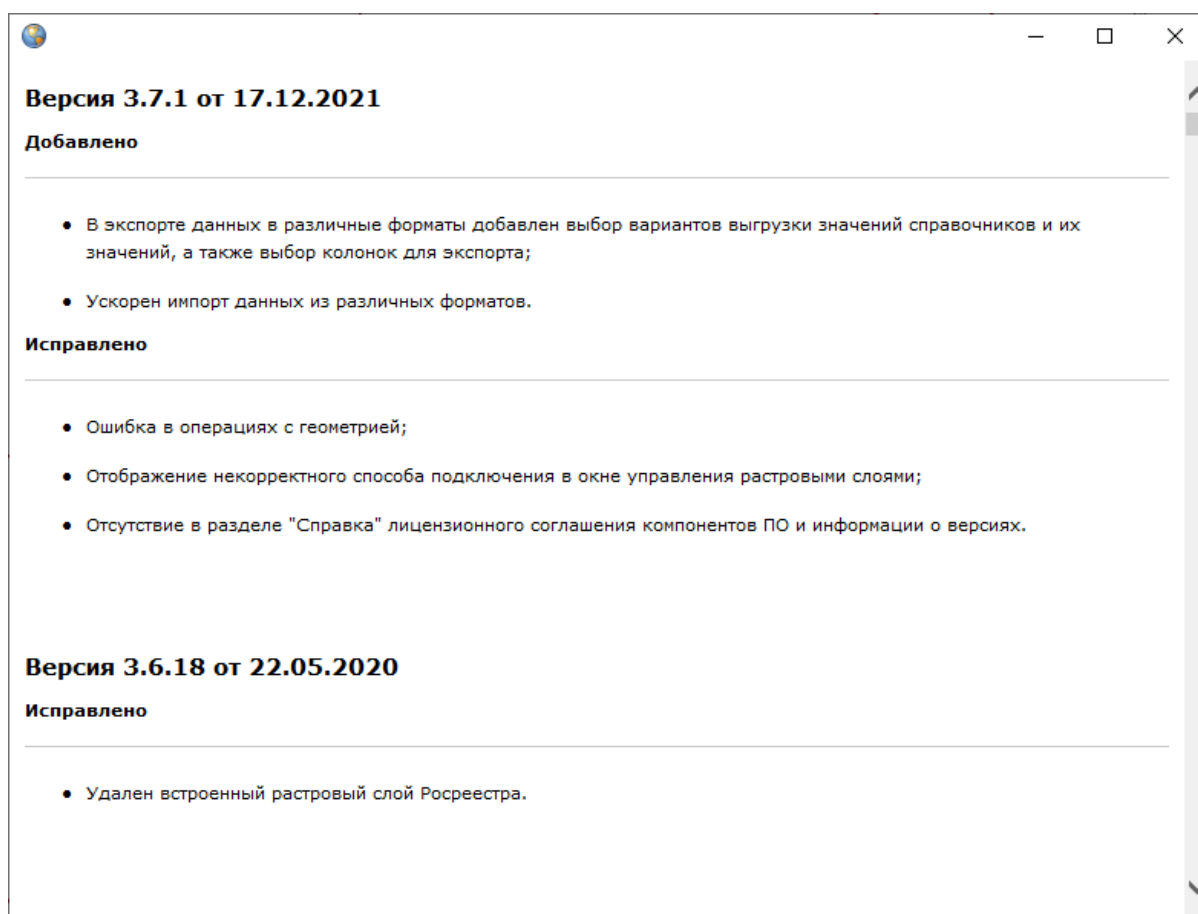 Версия 3.7.1 от 17.12.2021
Добавлено
В экспорте данных в различные форматы добавлен выбор вариантов выгрузки значений справочников и их
значений, а также выбор колонок для экспорта;
Ускорен импорт данных из различных форматов.
Исправлено
Ошибка в операциях с геометрией;
Отображение некорректного способа подключения в окне управления растровыми слоями;
Отсутствие в разделе "Справка" лицензионного соглашения компонентов ПО и информации о версиях.
Версия 3.6.18 от 22.05.2020
Исправлено
Удален встроенный растровый слой Росреестра.